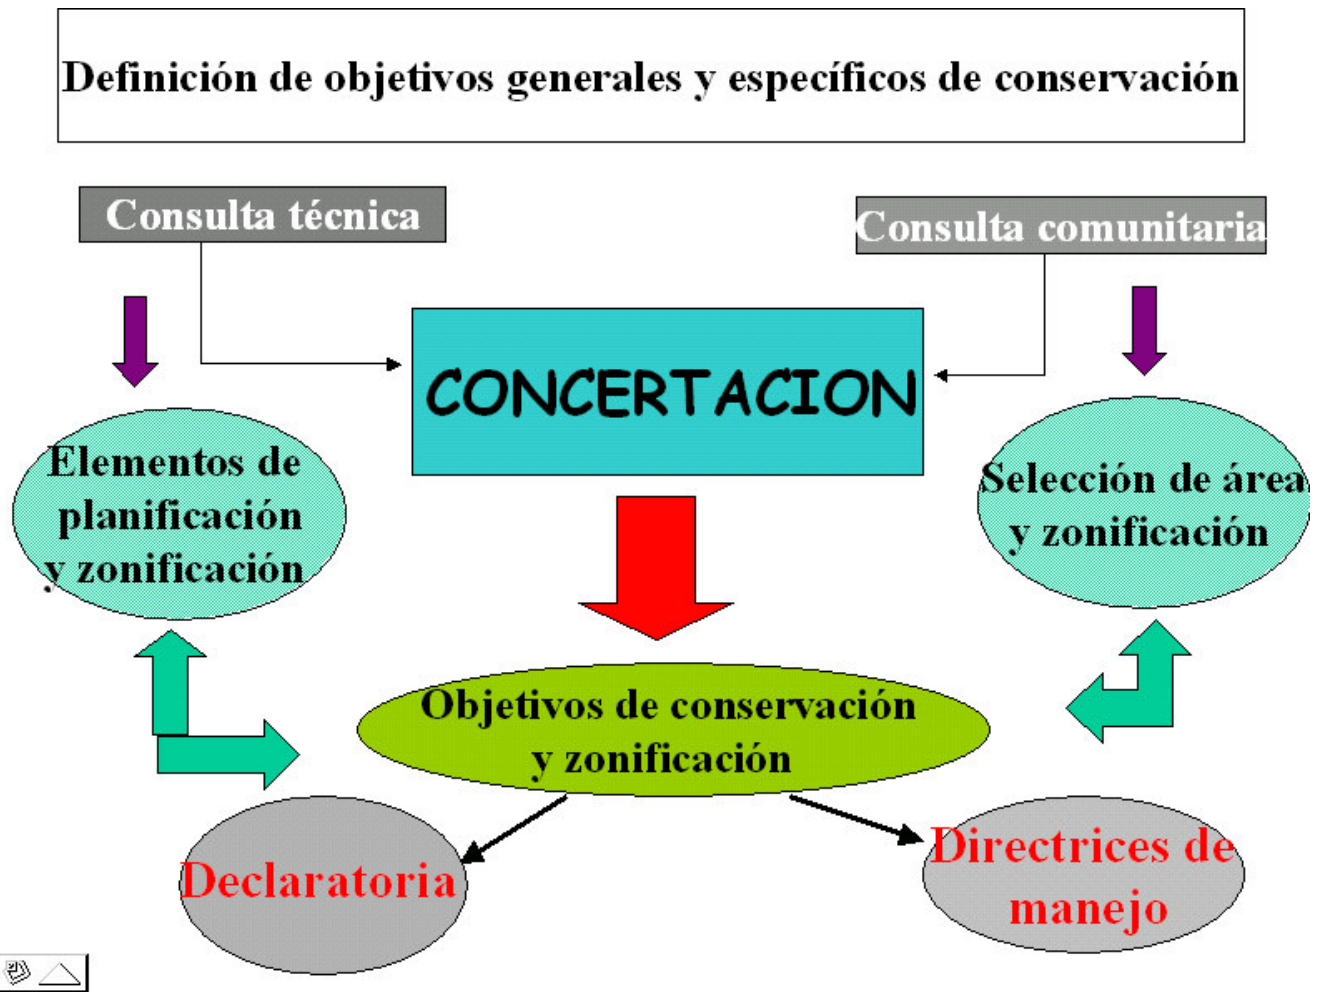 Definición de objetivos generales y específicos de conservación
Consulta técnica
Consulta comunitaria
CONCERTACION
Elementos de
planificación
y zonificación
Selección de área
y zonificación
Objetivos de conservación
y zonificación
Declaratoria
Directrices de
manejo